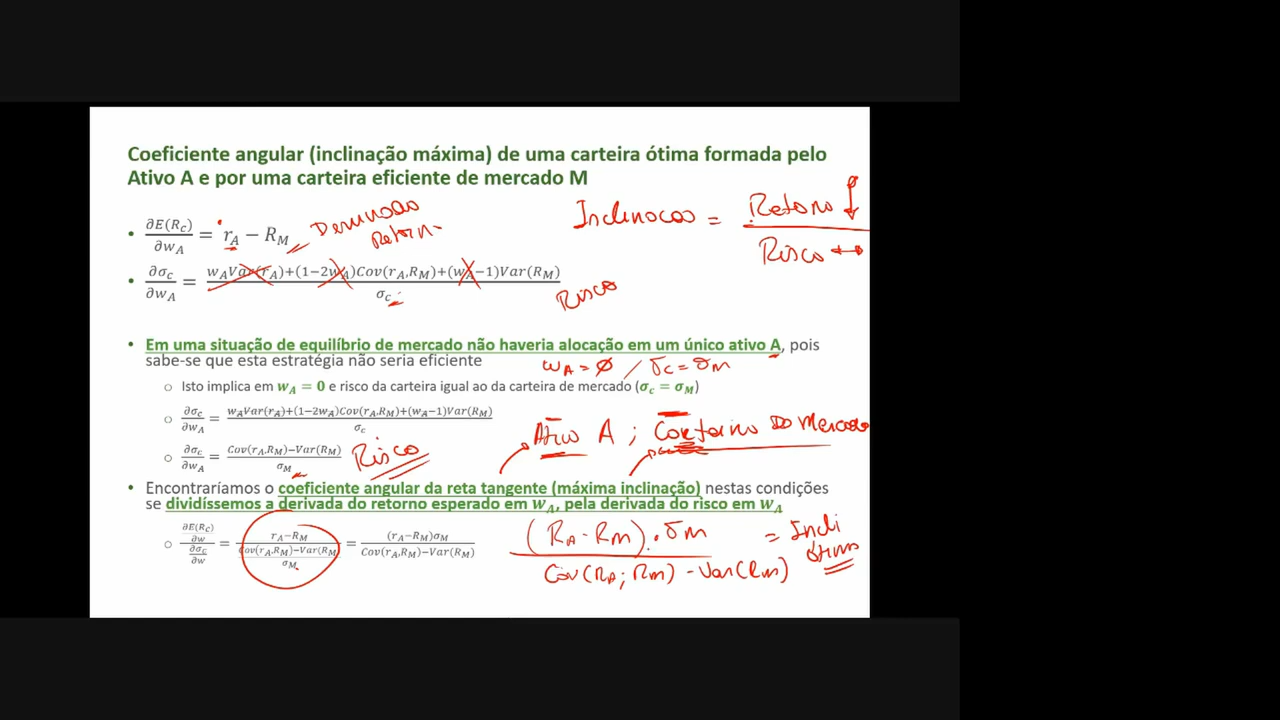 Coeficiente angular (inclinação máxima) de uma carteira ótima formada pelo
Ativo A e por uma carteira eficiente de mercado M
Inclinacao = Retorno / Risco
• ∂E(R_C)/∂w_A = r_A − R_M
Retorn
• ∂σ_C/∂w_A = (w_AVar(r_A)+(1−2w_A)Cov(r_A,R_M)+(w_A−1)Var(R_M))/σ_C
Risco
• Em uma situação de equilíbrio de mercado não haveria alocação em um único ativo A, pois
sabe-se que esta estratégia não seria eficiente
w_A = ∅ / σ_C = σ_M
○ Isto implica em w_A = 0 e risco da carteira igual ao da carteira de mercado (σ_C = σ_M)
○ ∂σ_C/∂w_A = (w_AVar(r_A)+(1−2w_A)Cov(r_A,R_M)+(w_A−1)Var(R_M))/σ_C
Ativo A ; Do Mercado
○ ∂σ_C/∂w_A = (Cov(r_A,R_M)−Var(R_M))/σ_M
Risco
• Encontraríamos o coeficiente angular da reta tangente (máxima inclinação) nestas condições
se dividíssemos a derivada do retorno esperado em w_A, pela derivada do risco em w_A
○ (∂E(R_C)/∂w)/(∂σ_C/∂w) = (r_A−R_M)/((Cov(r_A,R_M)−Var(R_M))/σ_M) = ((r_A−R_M)σ_M)/(Cov(r_A,R_M)−Var(R_M))
(R_A - R_M) . σ_M / Cov(R_A; R_M) - Var(R_M) = Incli